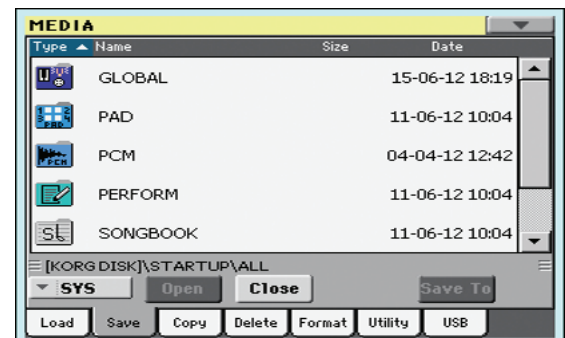 MEDIA
Type Name Size Date
GLOBAL 15-06-12 18:19
PAD 11-06-12 10:04
PCM 04-04-12 12:42
PERFORM 11-06-12 10:04
SONGBOOK 11-06-12 10:04
[KORG DISK]\STARTUP\ALL
SYS Open Close Save To
Load Save Copy Delete Format Utility USB